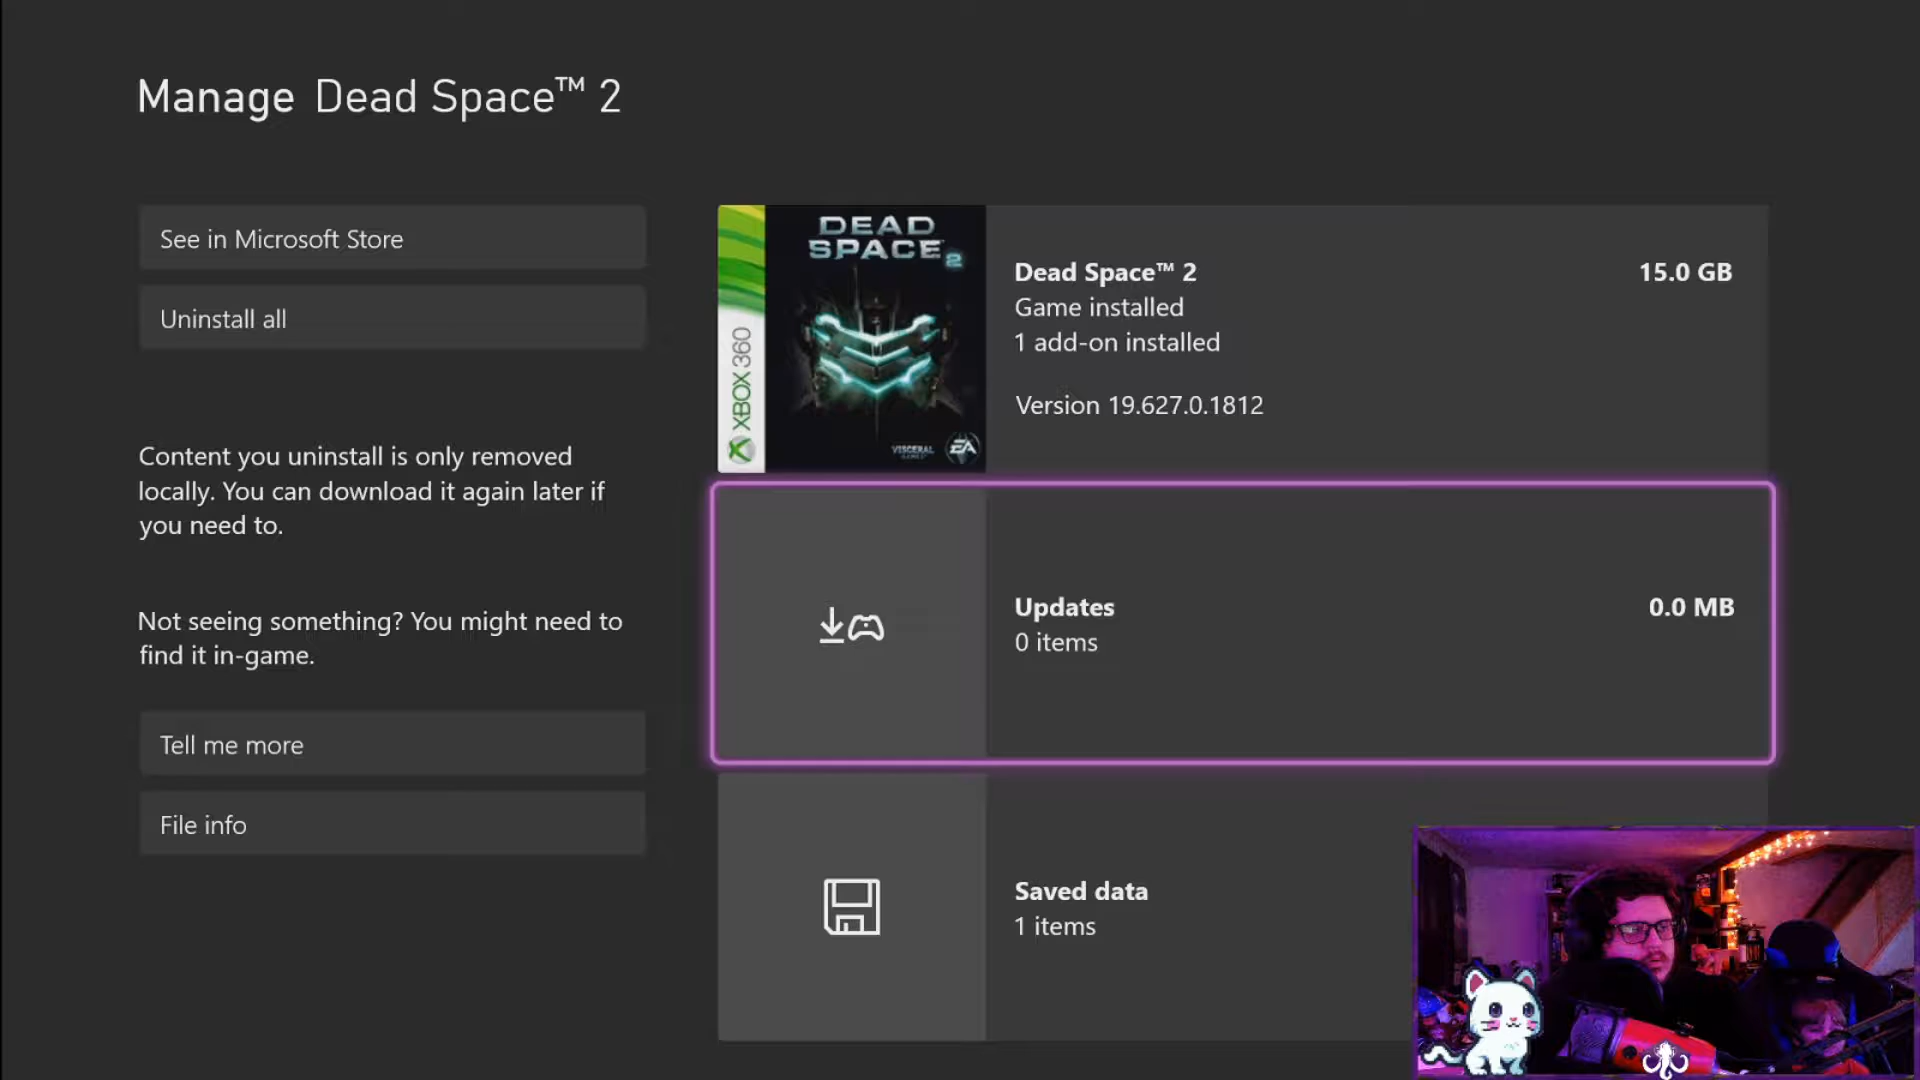 Manage Dead Space™ 2
See in Microsoft Store
Uninstall all
Content you uninstall is only removed
locally. You can download it again later if
you need to.
Not seeing something? You might need to
find it in-game.
Tell me more
File info
XBOX 360
DEAD
SPACE 2
VISCERAL
GAMES
EA
Dead Space™ 2
15.0 GB
Game installed
1 add-on installed
Version 19.627.0.1812
Updates
0.0 MB
0 items
Saved data
1 items